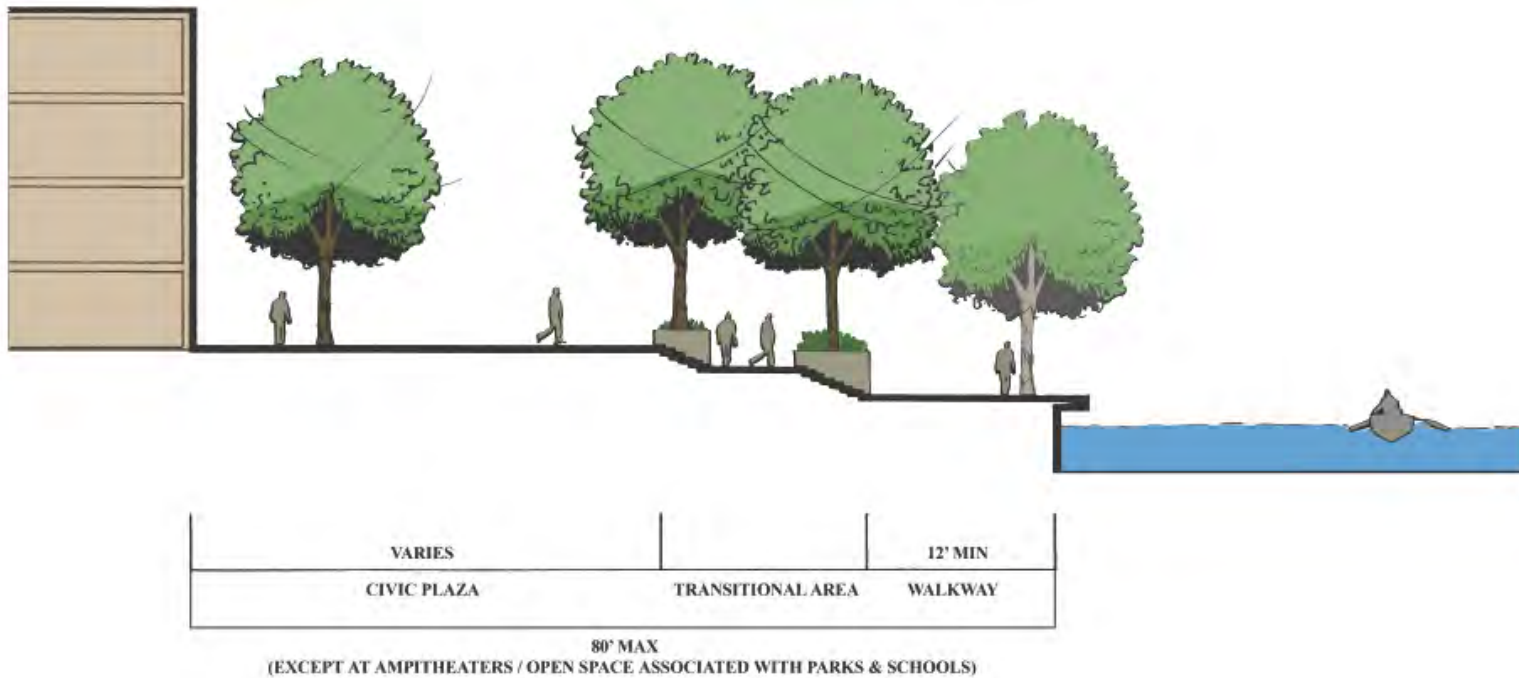 VARIES
12' MIN
CIVIC PLAZA
TRANSITIONAL AREA
WALKWAY
80' MAX
(EXCEPT AT AMPITHEATERS / OPEN SPACE ASSOCIATED WITH PARKS & SCHOOLS)